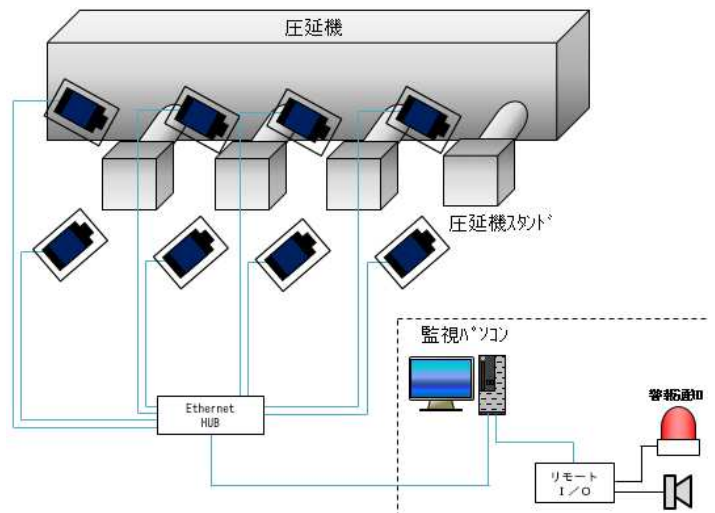 圧延機
圧延機ｽﾀﾝﾄﾞ
監視ﾊﾟｿｺﾝ
警報通知
Ethernet
HUB
リモート
Ｉ／Ｏ